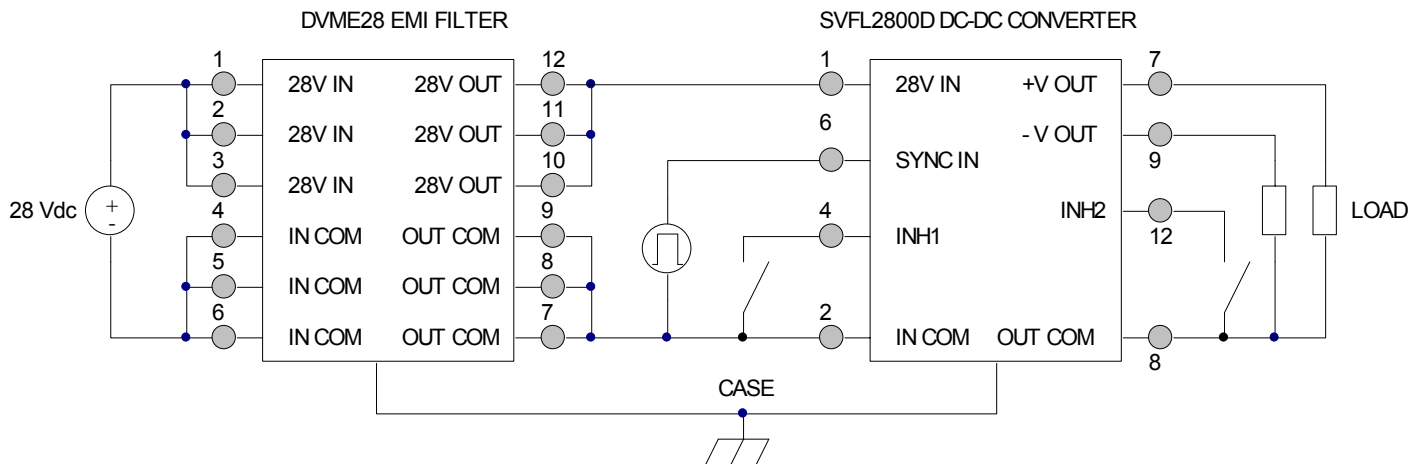 DVME28 EMI FILTER
SVFL2800D DC-DC CONVERTER
1 28V IN 28V OUT 12
2 28V IN 28V OUT 11
3 28V IN 28V OUT 10
4 IN COM OUT COM 9
5 IN COM OUT COM 8
6 IN COM OUT COM 7
28 Vdc
+
-
1 28V IN +V OUT 7
6 SYNC IN - V OUT 9
4 INH1 INH2 12
2 IN COM OUT COM 8
LOAD
CASE